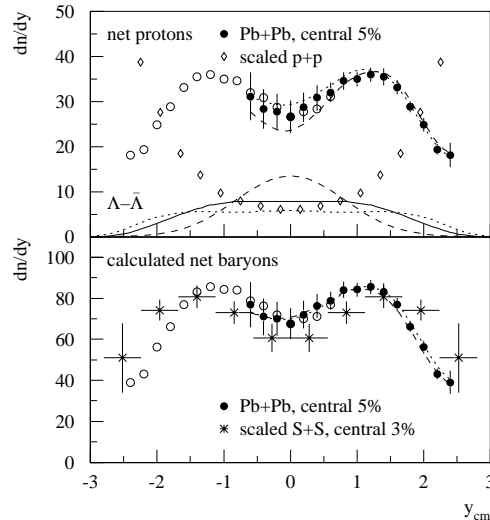 dn/dy
50
net protons
● Pb+Pb, central 5%
◇ scaled p+p
40
30
20
10
Λ−Λ̅
0
dn/dy
100
calculated net baryons
80
60
40
● Pb+Pb, central 5%
20
✳ scaled S+S, central 3%
0
-3 -2 -1 0 1 2 3
y_cm